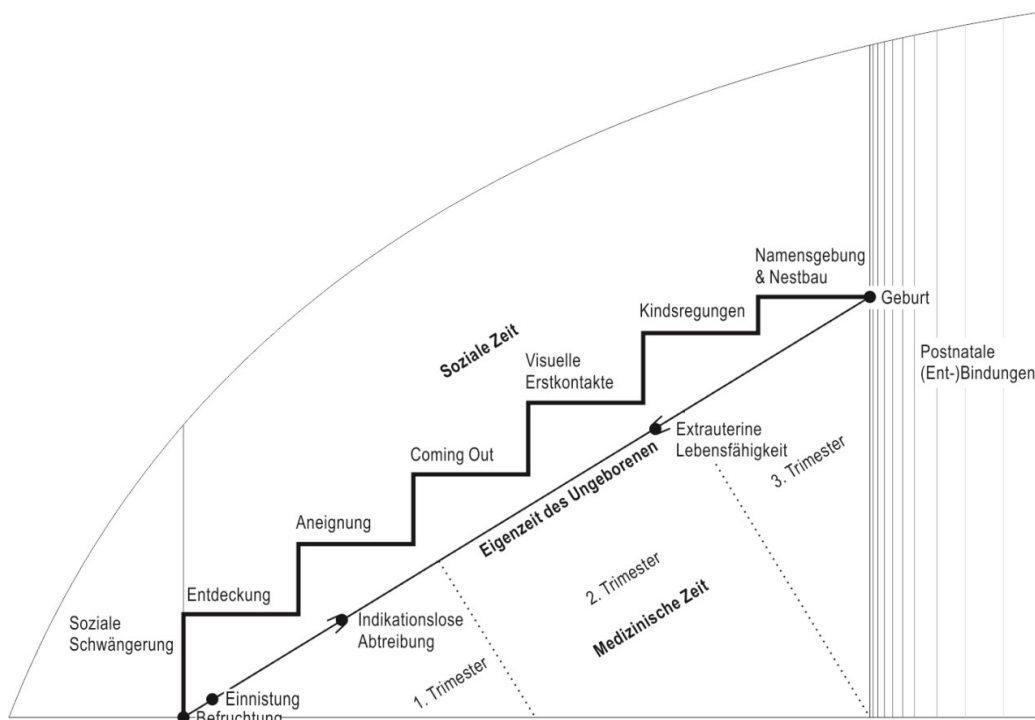 Namensgebung
& Nestbau
Geburt
Kindsregungen
Postnatale
(Ent-)Bindungen
Soziale Zeit
Visuelle
Erstkontakte
Extrauterine
Lebensfähigkeit
3. Trimester
Coming Out
Eigenzeit des Ungeborenen
Aneignung
2. Trimester
Medizinische Zeit
Entdeckung
Soziale
Schwängerung
Indikationslose
Abtreibung
1. Trimester
Einnistung
Befruchtung